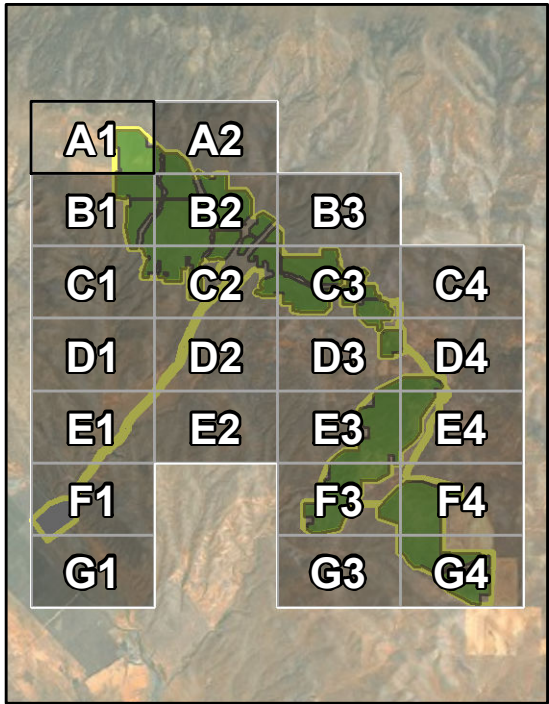 A1 A2
B1 B2 B3
C1 C2 C3 C4
D1 D2 D3 D4
E1 E2 E3 E4
F1 F3 F4
G1 G3 G4